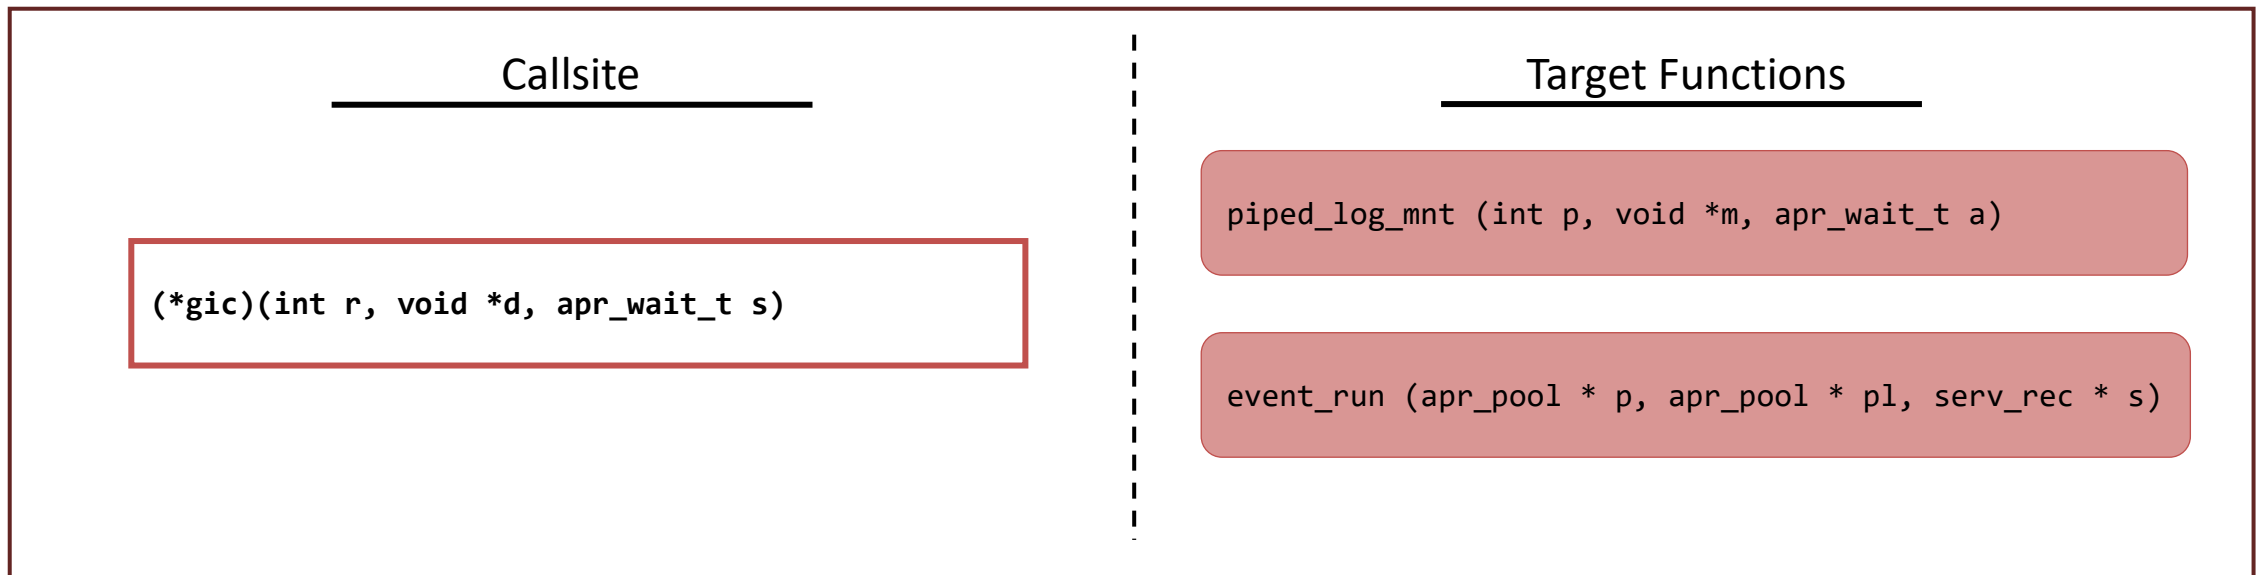 Callsite
Target Functions
(*gic)(int r, void *d, apr_wait_t s)
piped_log_mnt (int p, void *m, apr_wait_t a)
event_run (apr_pool * p, apr_pool * pl, serv_rec * s)